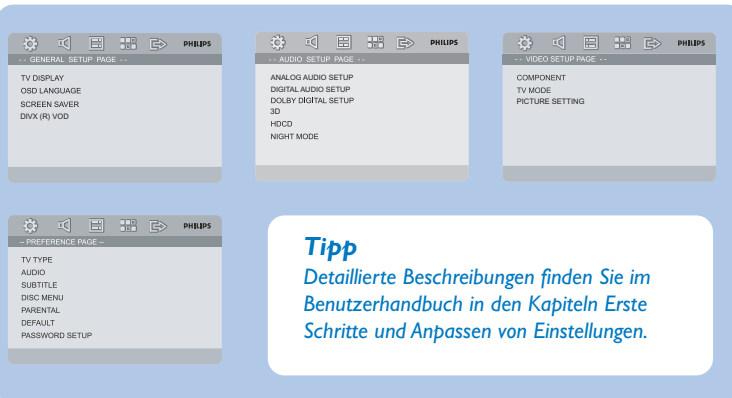 PHILIPS
- - GENERAL SETUP PAGE - -
TV DISPLAY
OSD LANGUAGE
SCREEN SAVER
DIVX (R) VOD
PHILIPS
- - AUDIO SETUP PAGE - -
ANALOG AUDIO SETUP
DIGITAL AUDIO SETUP
DOLBY DIGITAL SETUP
3D
HDCD
NIGHT MODE
PHILIPS
- - VIDEO SETUP PAGE - -
COMPONENT
TV MODE
PICTURE SETTING
PHILIPS
-- PREFERENCE PAGE --
TV TYPE
AUDIO
SUBTITLE
DISC MENU
PARENTAL
DEFAULT
PASSWORD SETUP
Tipp
Detaillierte Beschreibungen finden Sie im
Benutzerhandbuch in den Kapiteln Erste
Schritte und Anpassen von Einstellungen.